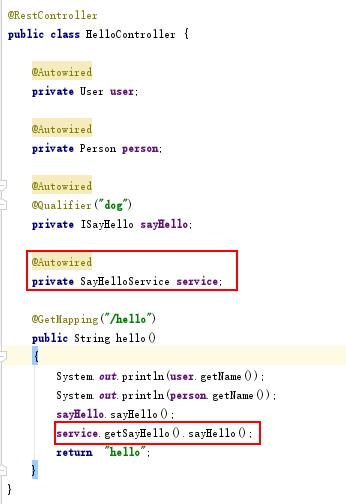 @RestController
public class HelloController {
@Autowired
private User user;
@Autowired
private Person person;
@Autowired
@Qualifier("dog")
private ISayHello sayHello;
@Autowired
private SayHelloService service;
@GetMapping("/hello")
public String hello()
{
System.out.println(user.getName());
System.out.println(person.getName());
sayHello.sayHello();
service.getSayHello().sayHello();
return "hello";
}
}